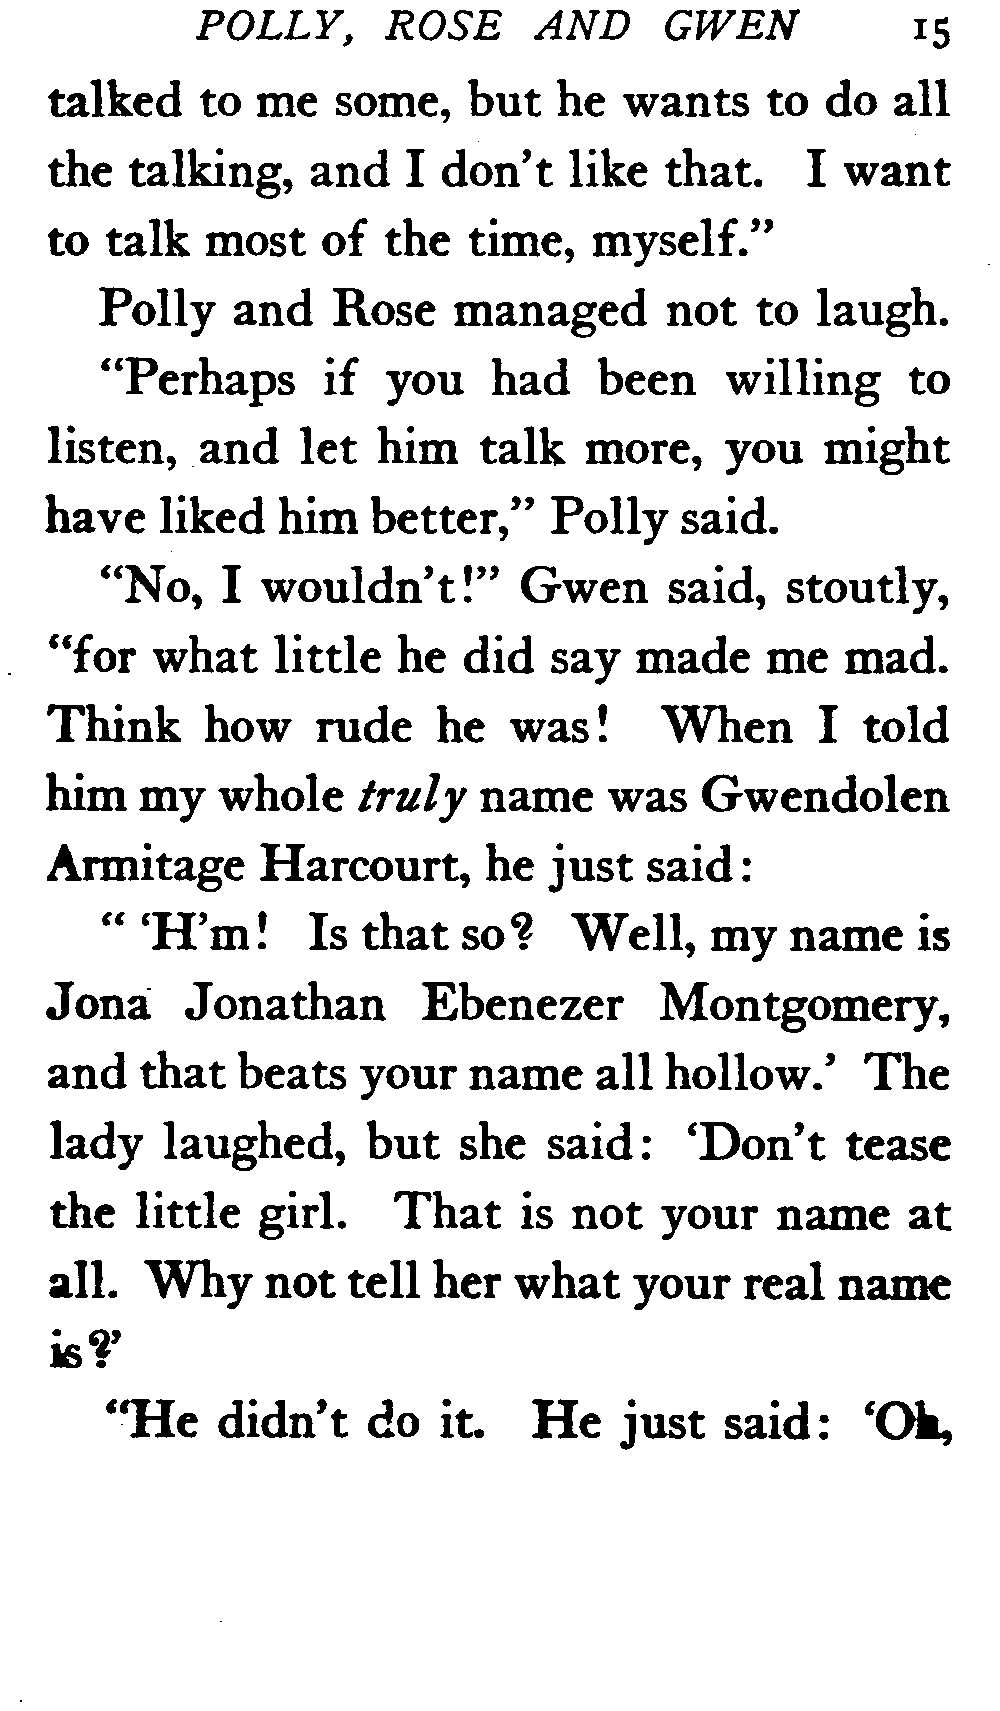 POLLY, ROSE AND GWEN 15
talked to me some, but he wants to do all
the talking, and I don't like that. I want
to talk most of the time, myself."
Polly and Rose managed not to laugh.
"Perhaps if you had been willing to
listen, and let him talk more, you might
have liked him better," Polly said.
"No, I wouldn't!" Gwen said, stoutly,
"for what little he did say made me mad.
Think how rude he was! When I told
him my whole truly name was Gwendolen
Armitage Harcourt, he just said:
" 'H'm! Is that so? Well, my name is
Jona Jonathan Ebenezer Montgomery,
and that beats your name all hollow.' The
lady laughed, but she said: 'Don't tease
the little girl. That is not your name at
all. Why not tell her what your real name
is?'
"He didn't do it. He just said: 'Oh,